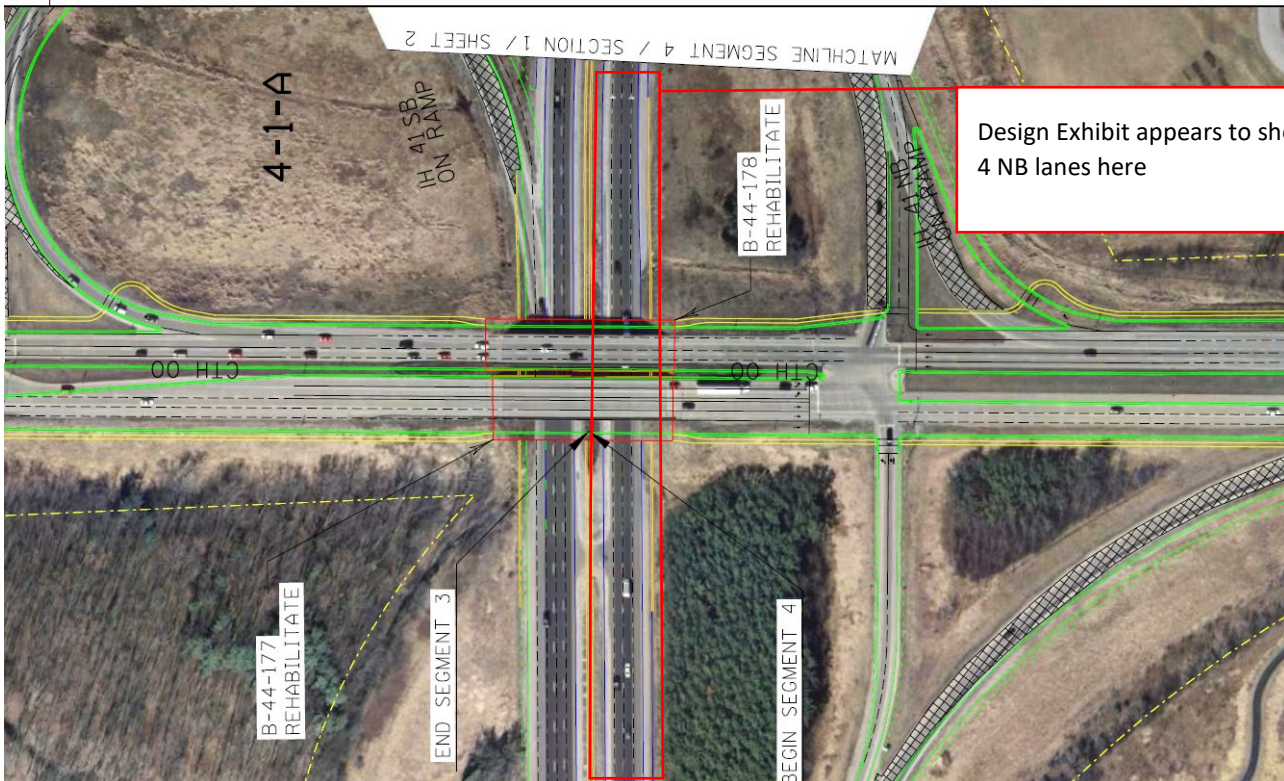 MATCHLINE SEGMENT 4 / SECTION 1/ SHEET 2
4-1-A
IH 41 SB
ON RAMP
B-44-178
REHABILITATE
IH 41 NB
ON RAMP
Design Exhibit appears to
4 NB lanes here
CTH OO
CTH OO
B-44-177
REHABILITATE
END SEGMENT 3
BEGIN SEGMENT 4